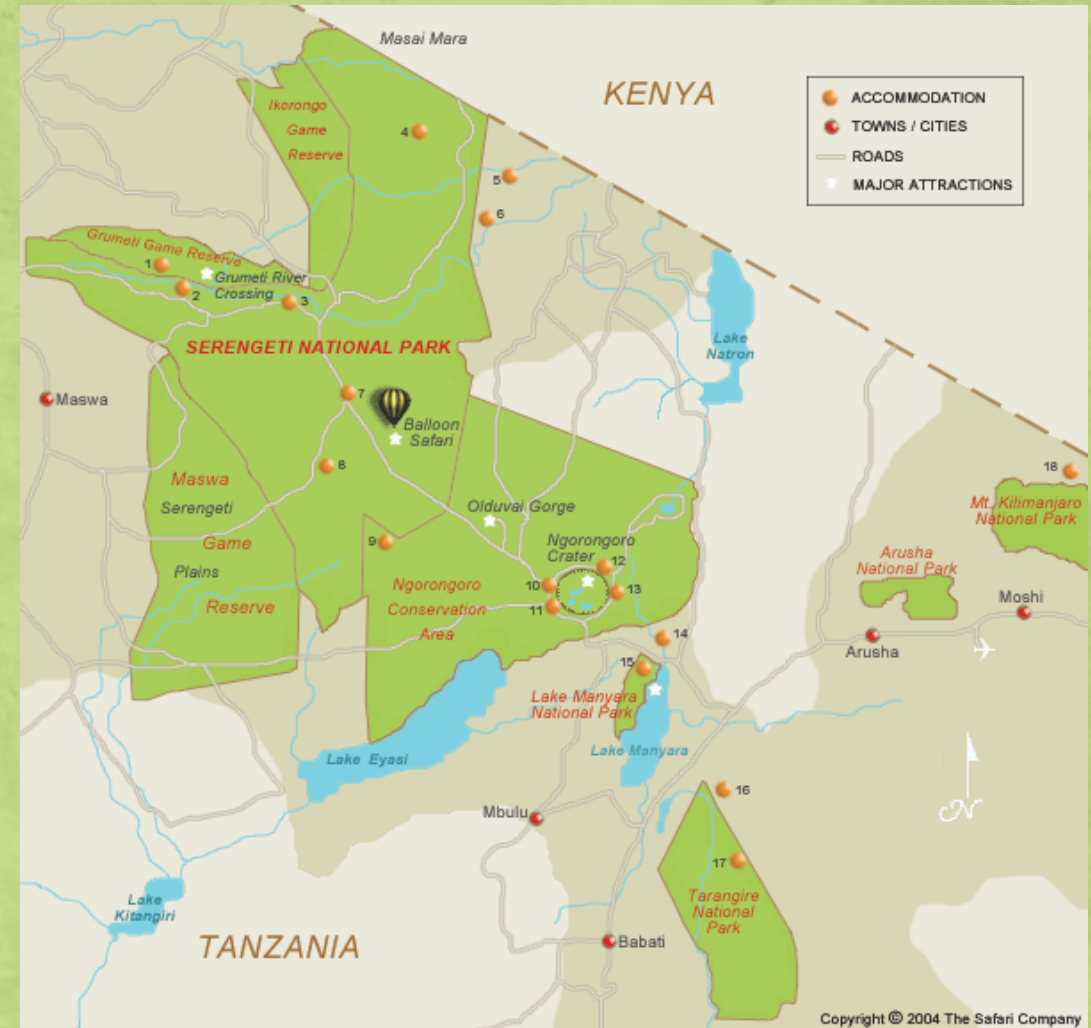 Masai Mara
KENYA
ACCOMMODATION
TOWNS / CITIES
ROADS
MAJOR ATTRACTIONS
Ikorongo
Game
Reserve
4
5
6
Grumeti Game Reserve
1
Grumeti River
Crossing
2
3
SERENGETI NATIONAL PARK
Lake
Natron
Maswa
7
Balloon
Safari
8
Maswa
Serengeti
Game
Plains
Reserve
Olduvai Gorge
9
Ngorongoro
Crater
12
10
13
11
Ngorongoro
Conservation
Area
18
Mt. Kilimanjaro
National Park
Arusha
National Park
Moshi
Arusha
14
15
Lake Manyara
National Park
Lake Manyara
Lake Eyasi
16
Mbulu
17
Tarangire
National
Park
N
Lake
Kitangiri
TANZANIA
Babati
Copyright © 2004 The Safari Company